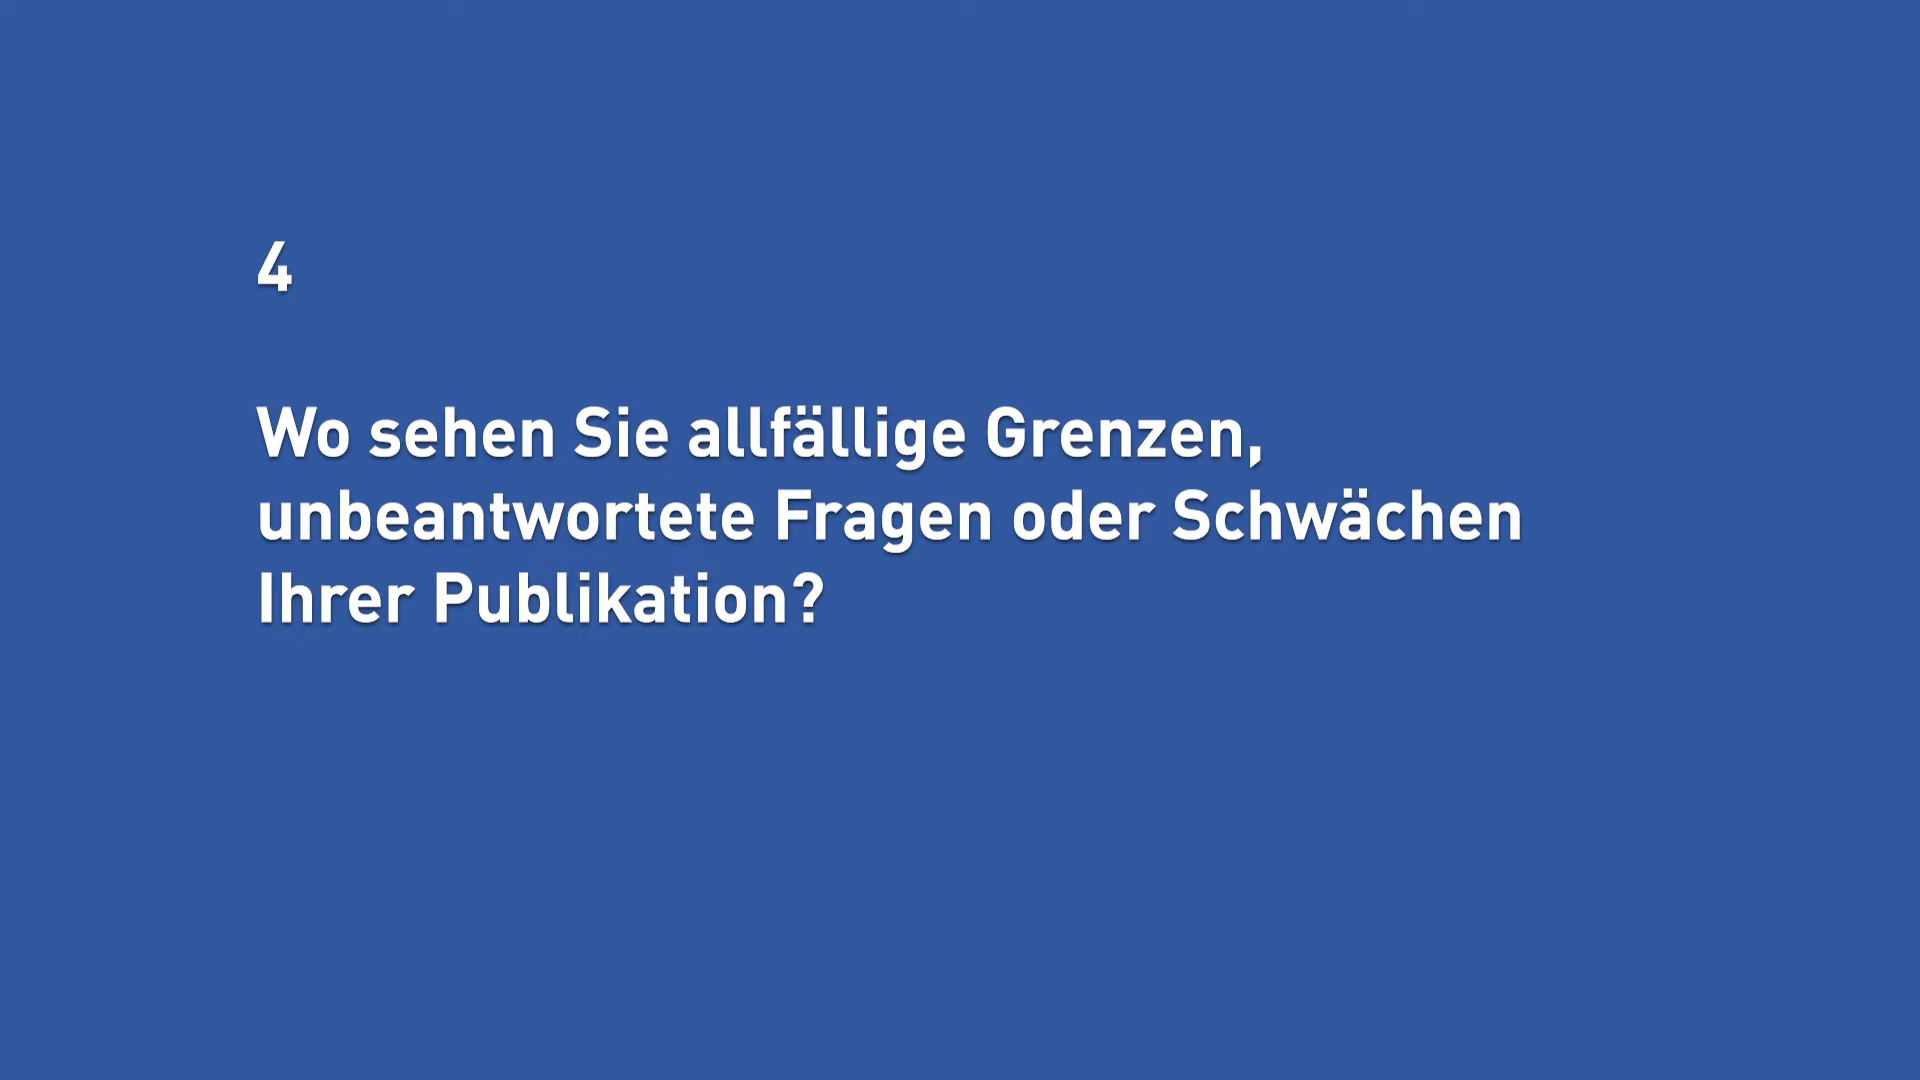 4
Wo sehen Sie allfällige Grenzen,
unbeantwortete Fragen oder Schwächen
Ihrer Publikation?